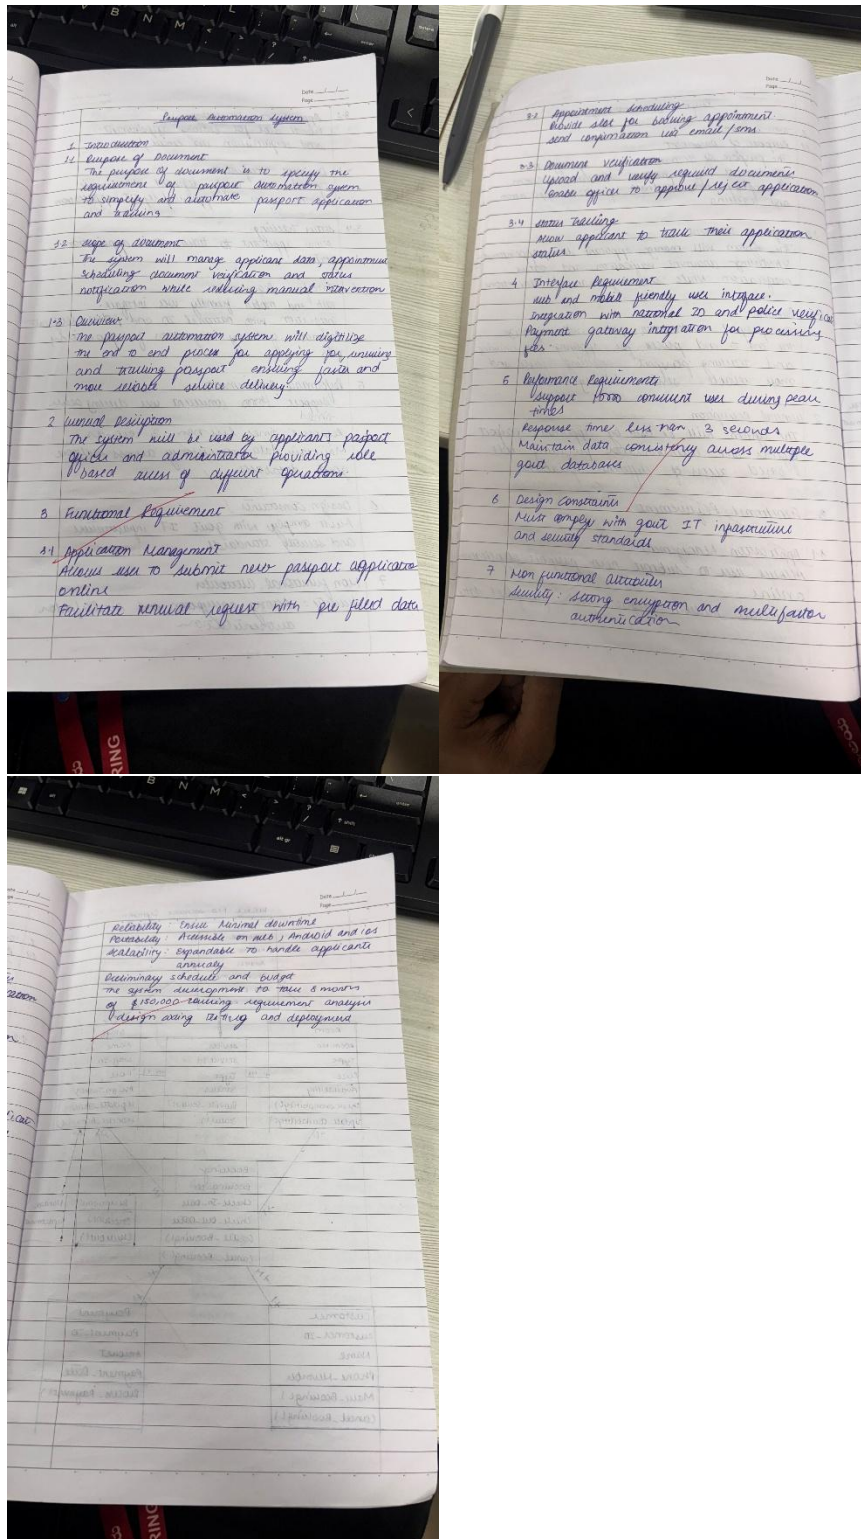 Date
Page
Passport Automation System
1 Introduction
1.1 Purpose of Document
The purpose of document is to specify the
requirement of passport automation system
to simplify and automate passport application
and tracking.
1.2 Scope of document
The system will manage applicant data, appointment
scheduling document verification and status
notification while reducing manual intervention
1.3 Overview
The passport automation system will digitilize
the end to end process for applying for, renewing
and tracking passport ensuring faster and
more reliable service delivery.
2 General Description
The system will be used by applicants passport
officers and administrator providing role
based access of different operations
3 Functional Requirement
3.1 Application Management
Allows user to submit new passport application
online
Facilitate renewal request with pre filled data
Date
Page
3.2 Appointment Scheduling
Provide slot for booking appointment
send confirmation via email/sms
3.3 Document Verification
Upload and verify required documents
Enables officer to approve/reject application
3.4 Status Tracking
Allow applicant to track their application
status.
4 Interface Requirement
Web and mobile friendly user interface.
Integration with national ID and police verificat
Payment gateway integration for processing
fees.
5 Performance Requirements
Support 10000 concurrent user during peak
times
Response time less than 3 seconds
Maintain data consistency across multiple
govt databases
6 Design Constraints
Must comply with govt IT infrastructure
and security standards
7 Non functional attributes
Security: strong encryption and multifactor
authentication
Date
Page
Reliability: Ensure Minimal downtime
Portability: Accessible on web, Android and ios
Scalability: Expandable to handle applicants
annually
Preliminary schedule and budget
The system development: to take 8 months
of $150,000 requirement analysis
design testing and deployment